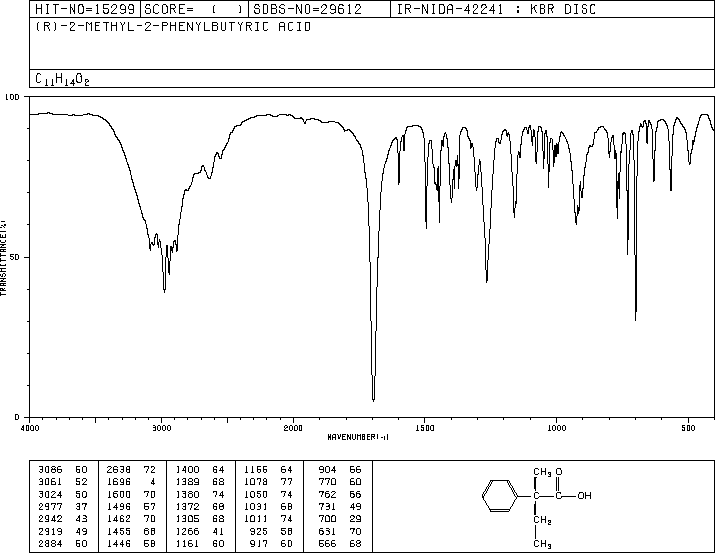 HIT-NO=15299 SCORE= ( ) SDBS-NO=29612 IR-NIDA-42241 : KBR DISC
(R)-2-METHYL-2-PHENYLBUTYRIC ACID
C11H14O2
100
50
0
TRANSMITTANCE(%)
4000 3000 2000 1500 1000 500
WAVENUMBER(-1)
3086 50 2638 72 1400 64 1156 64 904 66
3061 52 1696 4 1389 68 1078 77 770 60
3024 50 1600 70 1380 74 1050 74 762 66
2977 37 1496 57 1372 68 1031 68 731 49
2942 43 1462 70 1305 68 1011 74 700 29
2919 49 1455 68 1266 41 925 58 631 70
2884 50 1446 58 1161 60 917 60 566 68
CH3 O
C C OH
CH2
CH3